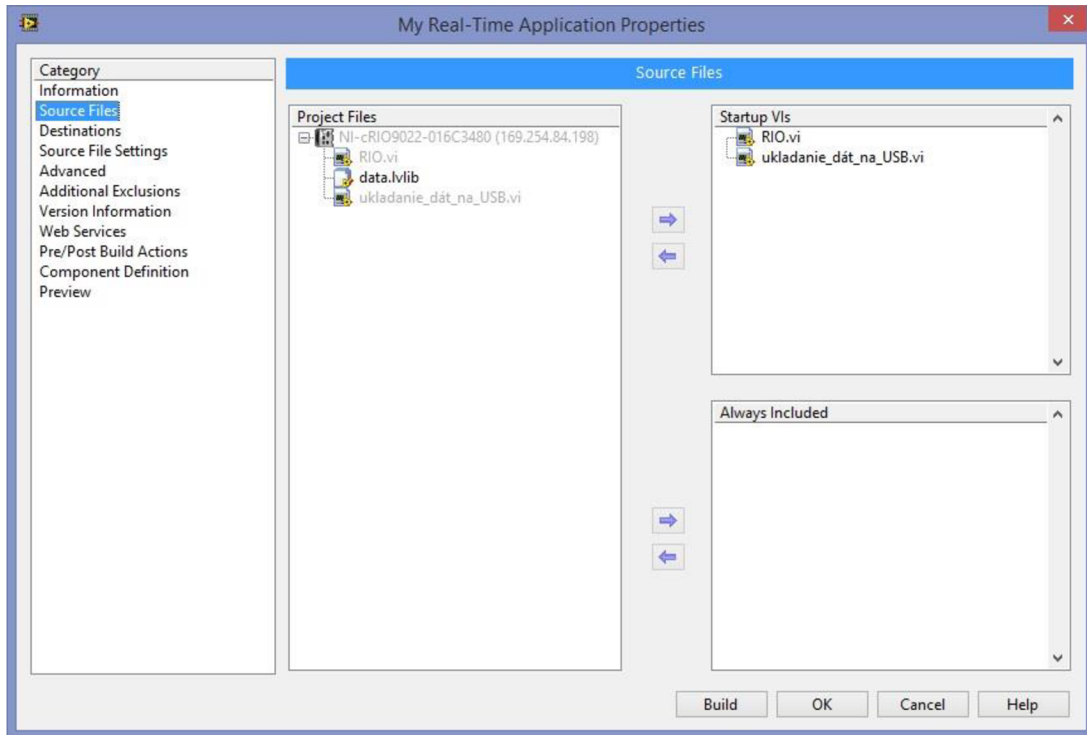 My Real-Time Application Properties
Category
Information
Source Files
Destinations
Source File Settings
Advanced
Additional Exclusions
Version Information
Web Services
Pre/Post Build Actions
Component Definition
Preview
Source Files
Project Files
NI-cRIO9022-016C3480 (169.254.84.198)
RIO.vi
data.lvlib
ukladanie_dát_na_USB.vi
Startup VIs
RIO.vi
ukladanie_dát_na_USB.vi
Always Included
Build
OK
Cancel
Help